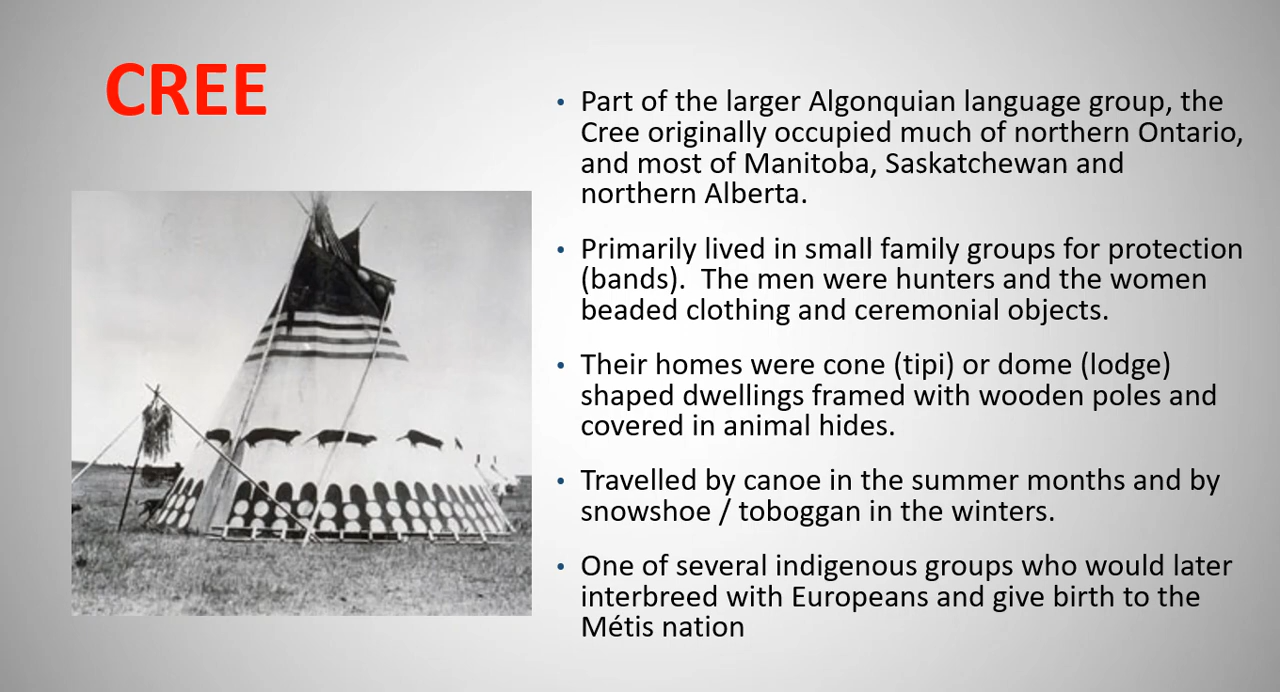 CREE
• Part of the larger Algonquian language group, the
Cree originally occupied much of northern Ontario,
and most of Manitoba, Saskatchewan and
northern Alberta.
• Primarily lived in small family groups for protection
(bands).  The men were hunters and the women
beaded clothing and ceremonial objects.
• Their homes were cone (tipi) or dome (lodge)
shaped dwellings framed with wooden poles and
covered in animal hides.
• Travelled by canoe in the summer months and by
snowshoe / toboggan in the winters.
• One of several indigenous groups who would later
interbreed with Europeans and give birth to the
Métis nation